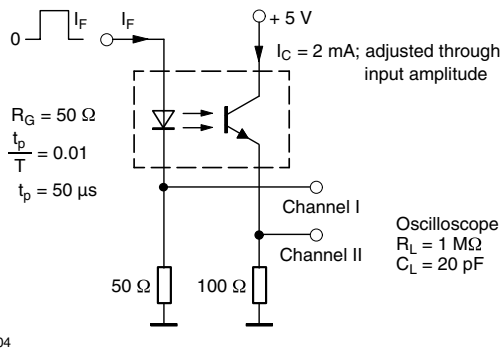 0
I_F
I_F
+ 5 V
I_C = 2 mA; adjusted through
input amplitude
R_G = 50 Ω
t_p
T
= 0.01
t_p = 50 µs
Channel I
Channel II
50 Ω
100 Ω
Oscilloscope
R_L = 1 MΩ
C_L = 20 pF
04